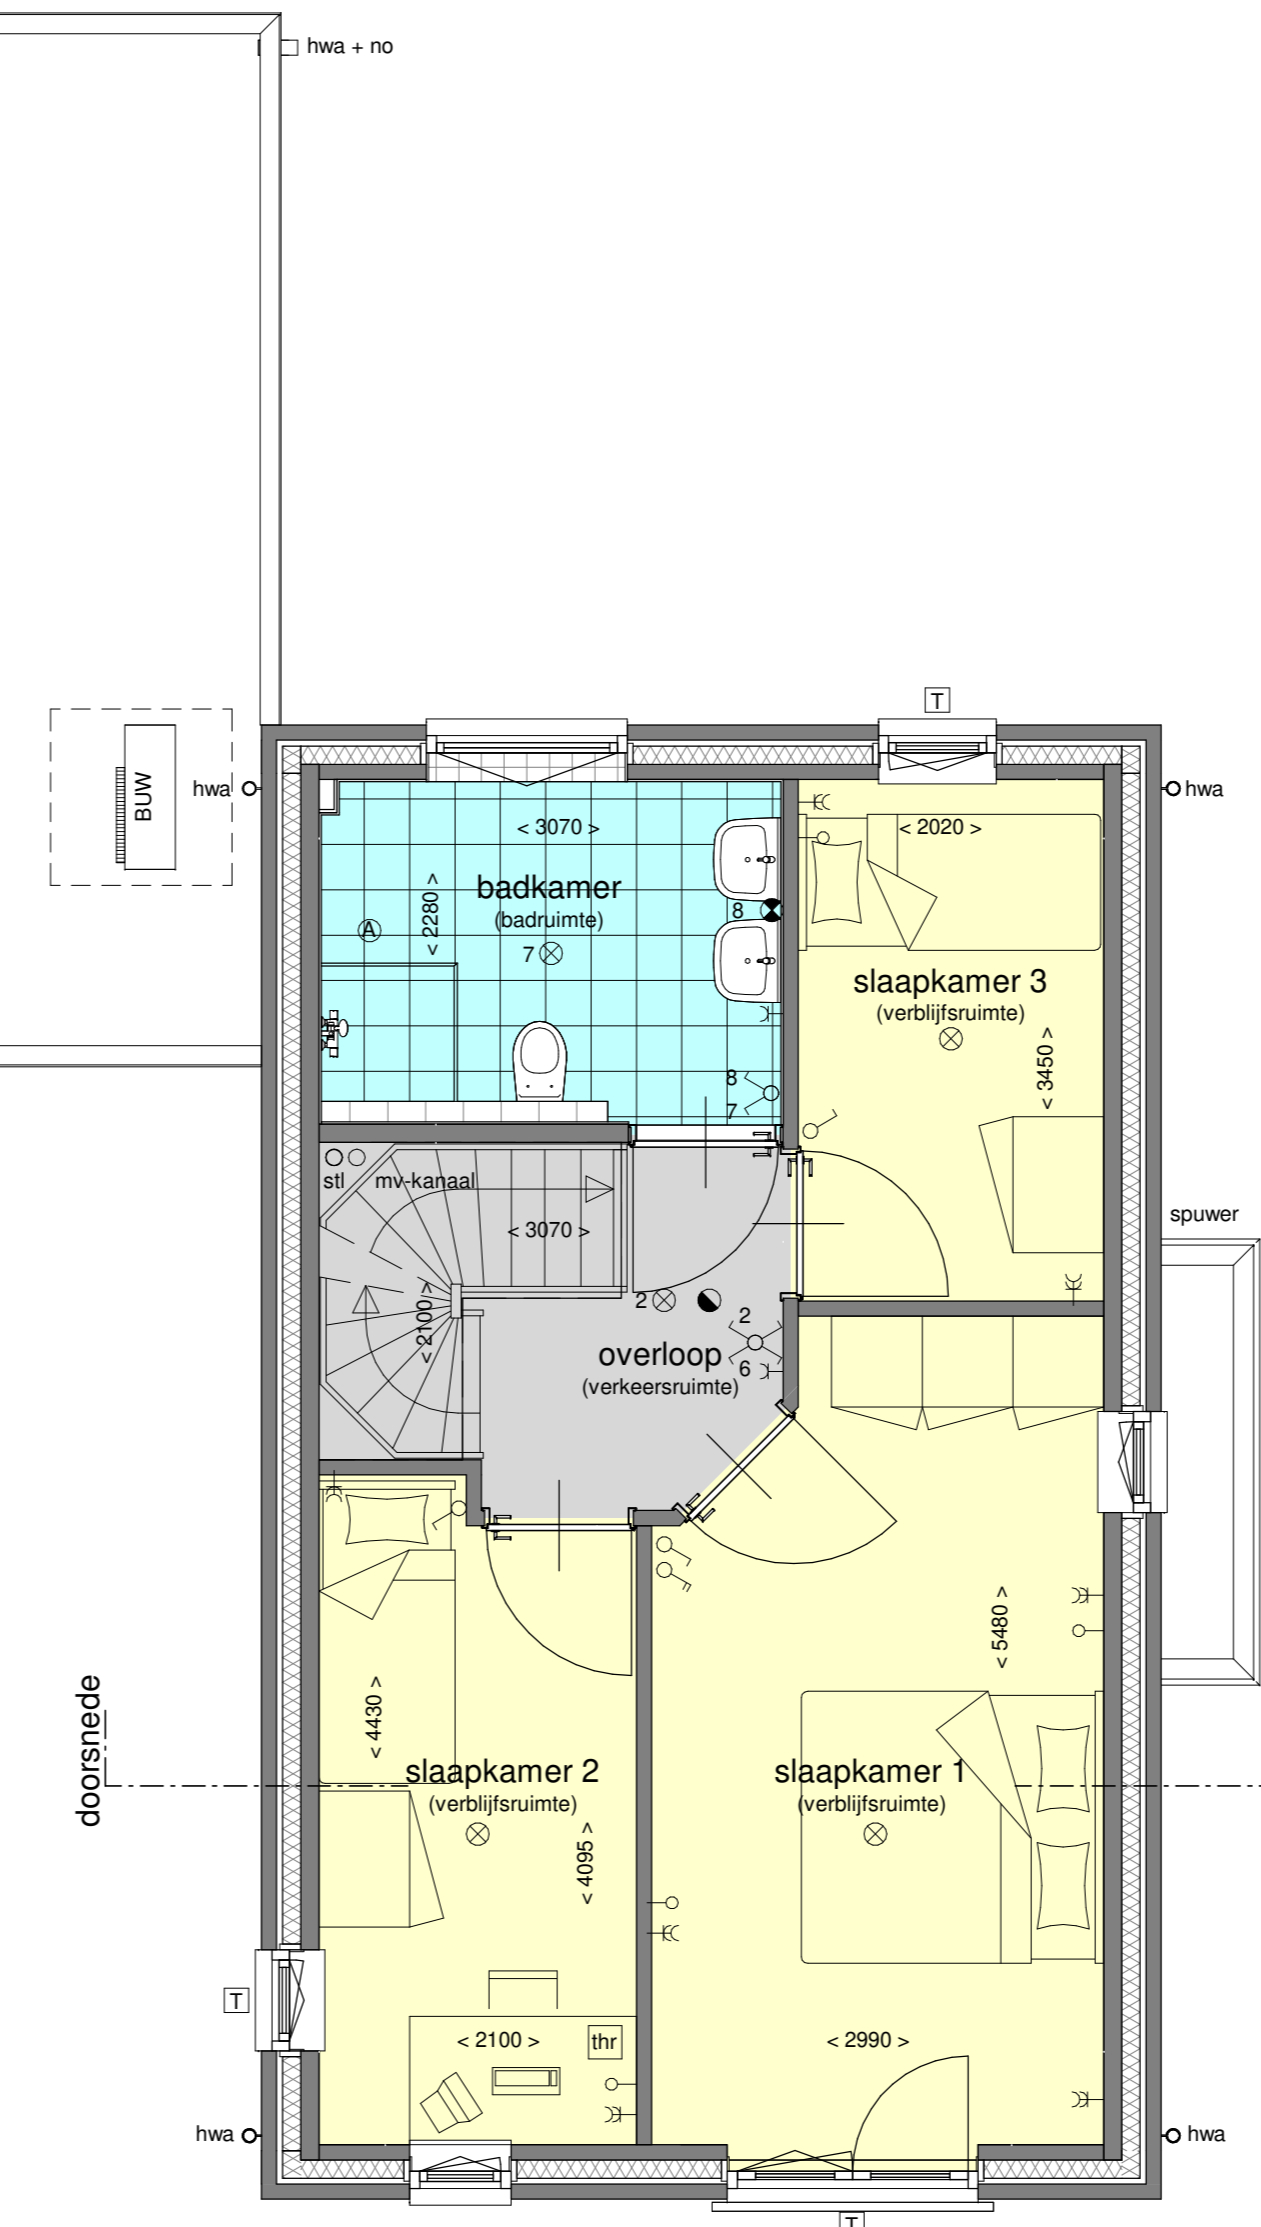 hwa + no
T
BUW
hwa
hwa
< 3070 >
< 2020 >
badkamer
(badruimte)
< 2280 >
8
A
7
slaapkamer 3
(verblijfsruimte)
< 3450 >
8
7
stl
mv-kanaal
< 3070 >
spuwer
< 2100 >
2
2
overloop
(verkeersruimte)
6
< 5480 >
doorsnede
< 4430 >
slaapkamer 2
(verblijfsruimte)
slaapkamer 1
(verblijfsruimte)
< 4095 >
T
< 2100 >
thr
< 2990 >
hwa
hwa
T